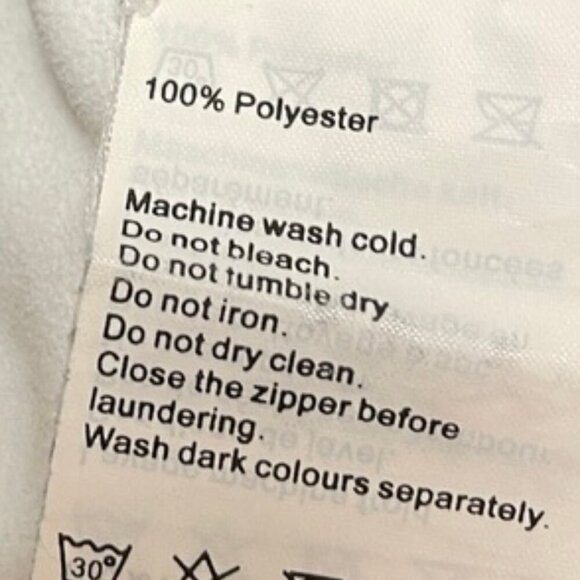 100% Polyester
Machine wash cold.
Do not bleach.
Do not tumble dry.
Do not iron.
Do not dry clean.
Close the zipper before
laundering.
Wash dark colours separately.
30°